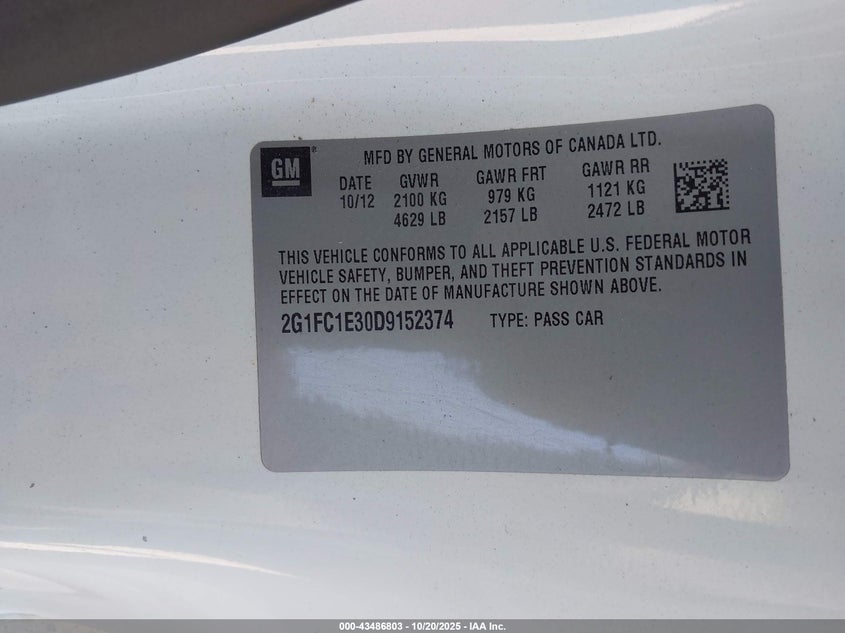 GM®
MFD BY GENERAL MOTORS OF CANADA LTD.
DATE GVWR GAWR FRT GAWR RR
10/12 2100 KG 979 KG 1121 KG
4629 LB 2157 LB 2472 LB
THIS VEHICLE CONFORMS TO ALL APPLICABLE U.S. FEDERAL MOTOR
VEHICLE SAFETY, BUMPER, AND THEFT PREVENTION STANDARDS IN
EFFECT ON THE DATE OF MANUFACTURE SHOWN ABOVE.
2G1FC1E30D9152374 TYPE: PASS CAR
000-43486803 - 10/20/2025 - IAA Inc.